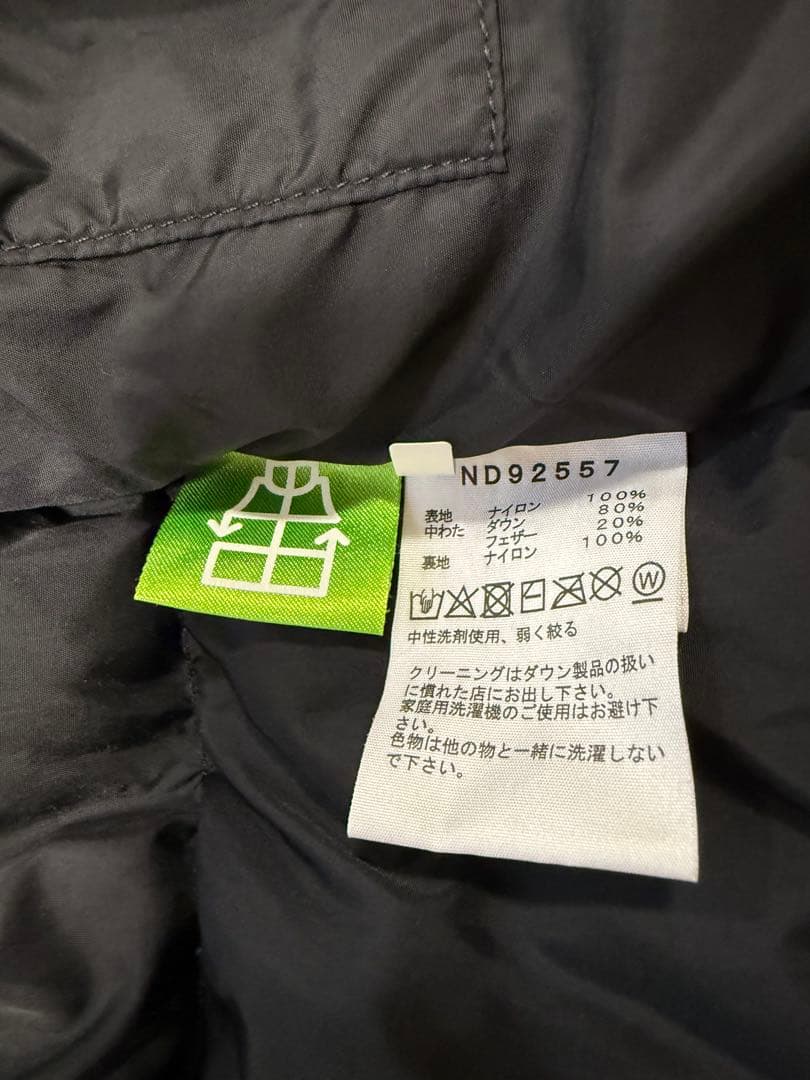 ND92557
表地 ナイロン 100%
中わた ダウン 80%
フェザー 20%
裏地 ナイロン 100%
W
中性洗剤使用、弱く絞る
クリーニングはダウン製品の扱い
に慣れた店にお出し下さい。
家庭用洗濯機のご使用はお避け下
さい。
色物は他の物と一緒に洗濯しない
で下さい。